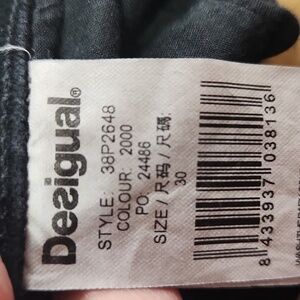 Desigual®
STYLE: 38P2648
COLOUR: 2000
PO: 24486
SIZE / 尺码 / 尺碼:
30
8 433937 038136